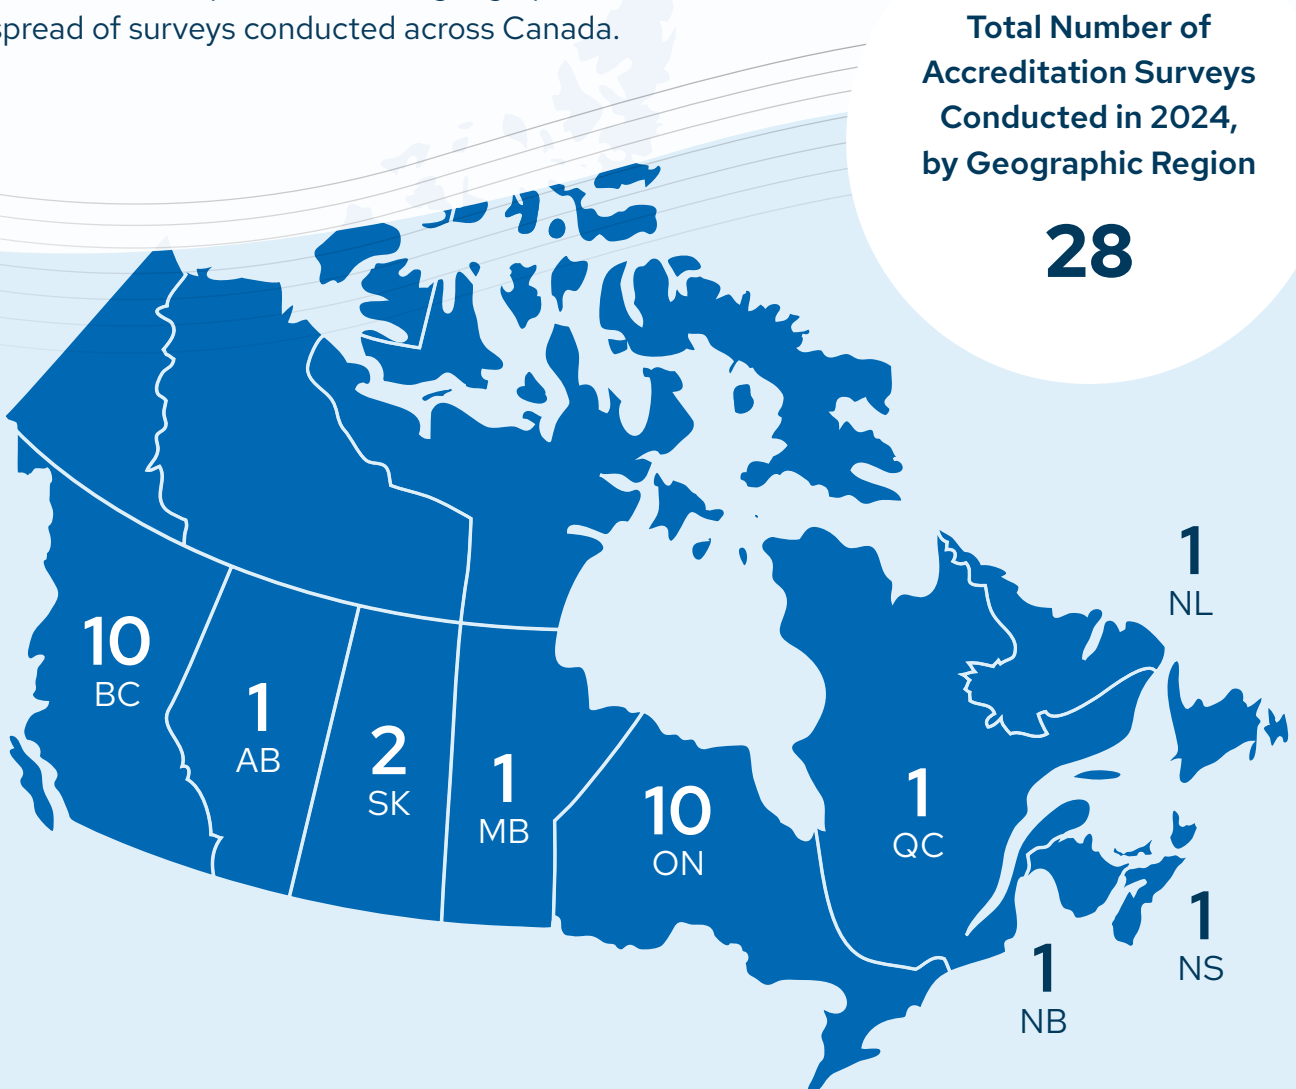 spread of surveys conducted across Canada.
Total Number of
Accreditation Surveys
Conducted in 2024,
by Geographic Region
28
1
NL
10
BC
1
AB
2
SK
1
MB
10
ON
1
QC
1
NS
1
NB